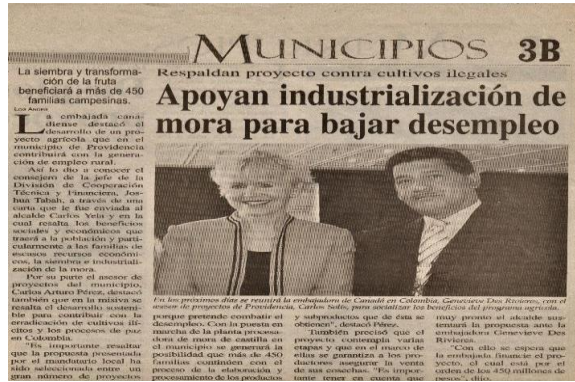 MUNICIPIOS 3B
La siembra y transforma-
ción de la fruta
beneficiará a más de 450
familias campesinas.
Los Andes
Respaldan proyecto contra cultivos ilegales
Apoyan industrialización de
mora para bajar desempleo
La embajada cana-
diense destacó el
desarrollo de un pro-
yecto agrícola que en el
municipio de Providencia
contribuirá con la genera-
ción de empleo rural.
Así lo dio a conocer el
consejero de la jefe de la
División de Cooperación
Técnica y Financiera, Jos-
hua Tabah, a través de una
carta que le fue enviada al
alcalde Carlos Yela y en la
cual resalta los beneficios
sociales y económicos que
traerá a la población y parti-
cularmente a las familias de
escasos recursos económi-
cos, la siembra e industriali-
zación de la mora.
Por su parte el asesor de
proyectos del municipio,
Carlos Arturo Pérez, destacó
también que en la misiva se
resalta el desarrollo sosteni-
ble para contribuir con la
erradicación de cultivos ilí-
citos y los procesos de paz
en Colombia.
"Es importante resaltar
que la propuesta presentada
por el mandatario local ha
sido seleccionada entre un
gran número de proyectos
En los próximos días se reunirá la embajadora de Canadá en Colombia, Genevieve Des Rivieres, con el
asesor de proyectos de Providencia, Carlos Solís, para socializar los beneficios del programa agrario.
porque pretende combatir el
desempleo. Con la puesta en
marcha de la planta procesa-
dora de mora de castilla en
el municipio se generará la
posibilidad que más de 450
familias continúen con el
proceso de la elaboración y
procesamiento de los productos
y subproductos que de ésta se
obtienen", destacó Pérez.
También precisó que el
proyecto contempla varias
etapas y que en el marco de
ellas se garantiza a los pro-
ductores asegurar la venta
de sus cosechas. "Es impor-
tante tener en cuenta que
muy pronto el alcalde sus-
tentará la propuesta ante la
embajadora Genevieve Des
Rivieres.
"Con ello se espera que
la embajada financie el pro-
yecto, el cual está por el
orden de los 450 millones de
pesos", dijo.